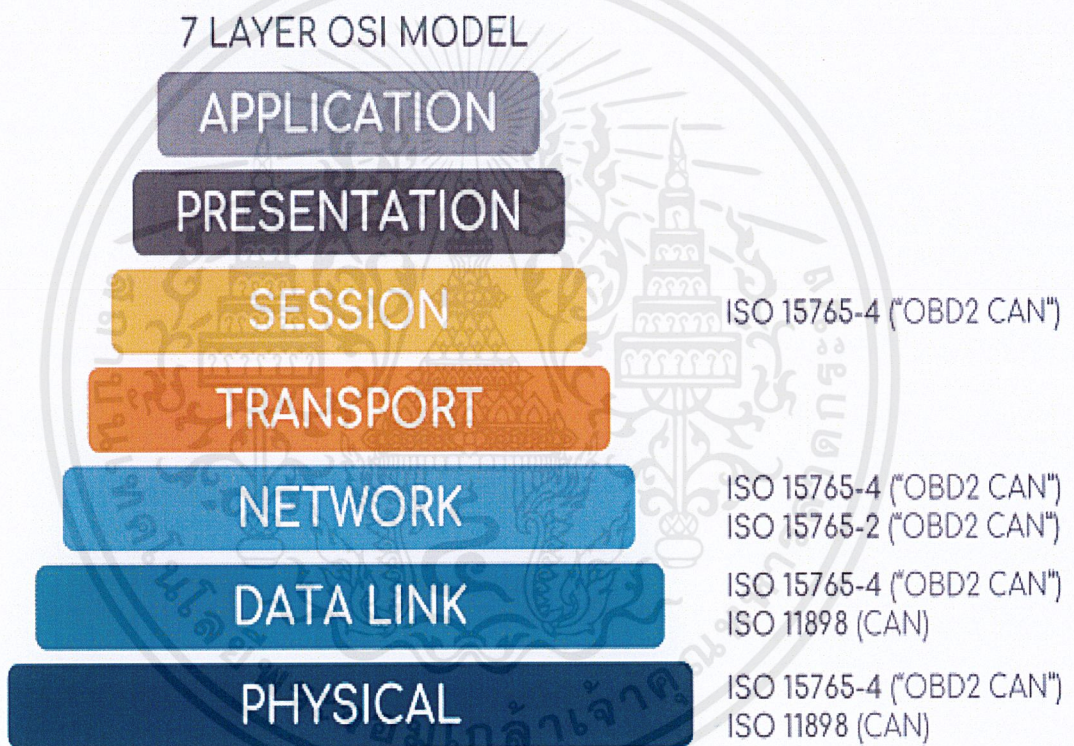 7 LAYER OSI MODEL
APPLICATION
PRESENTATION
SESSION
ISO 15765-4 ("OBD2 CAN")
TRANSPORT
NETWORK
ISO 15765-4 ("OBD2 CAN")
ISO 15765-2 ("OBD2 CAN")
DATA LINK
ISO 15765-4 ("OBD2 CAN")
ISO 11898 (CAN)
PHYSICAL
ISO 15765-4 ("OBD2 CAN")
ISO 11898 (CAN)